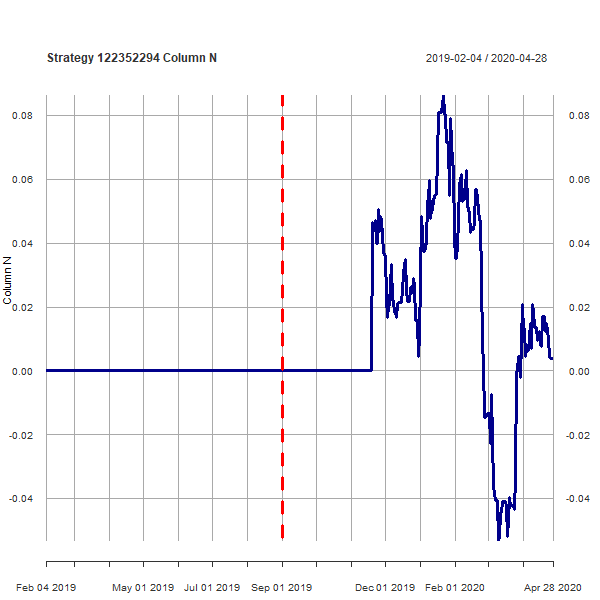 Strategy 122352294 Column N
2019-02-04 / 2020-04-28
0.08
0.08
0.06
0.06
0.04
0.04
Column N
0.02
0.02
0.00
0.00
-0.02
-0.02
-0.04
-0.04
Feb 04 2019
May 01 2019
Jul 01 2019
Sep 01 2019
Dec 01 2019
Feb 01 2020
Apr 28 2020